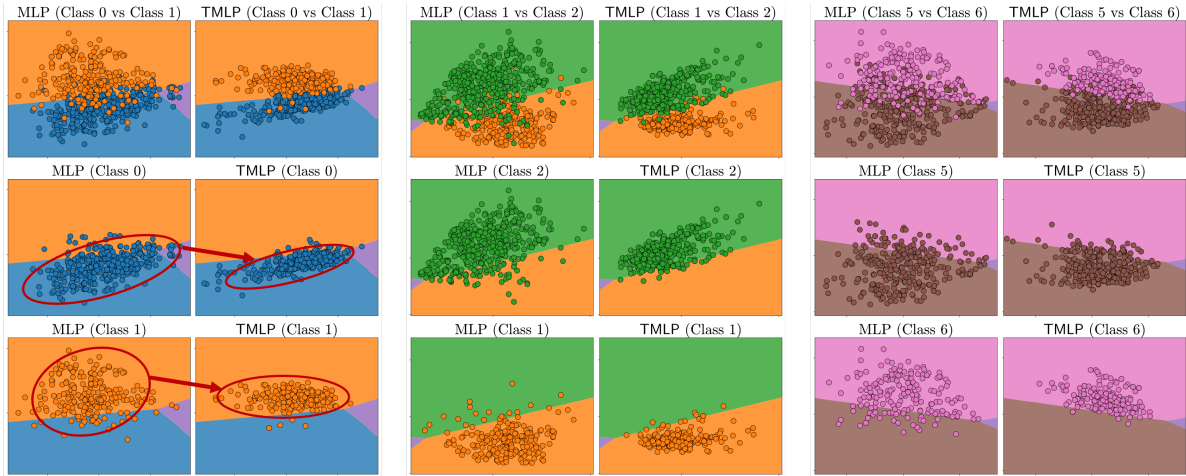 MLP (Class 0 vs Class 1) TMLP (Class 0 vs Class 1)
MLP (Class 0) TMLP (Class 0)
MLP (Class 1) TMLP (Class 1)
MLP (Class 1 vs Class 2) TMLP (Class 1 vs Class 2)
MLP (Class 2) TMLP (Class 2)
MLP (Class 1) TMLP (Class 1)
MLP (Class 5 vs Class 6) TMLP (Class 5 vs Class 6)
MLP (Class 5) TMLP (Class 5)
MLP (Class 6) TMLP (Class 6)